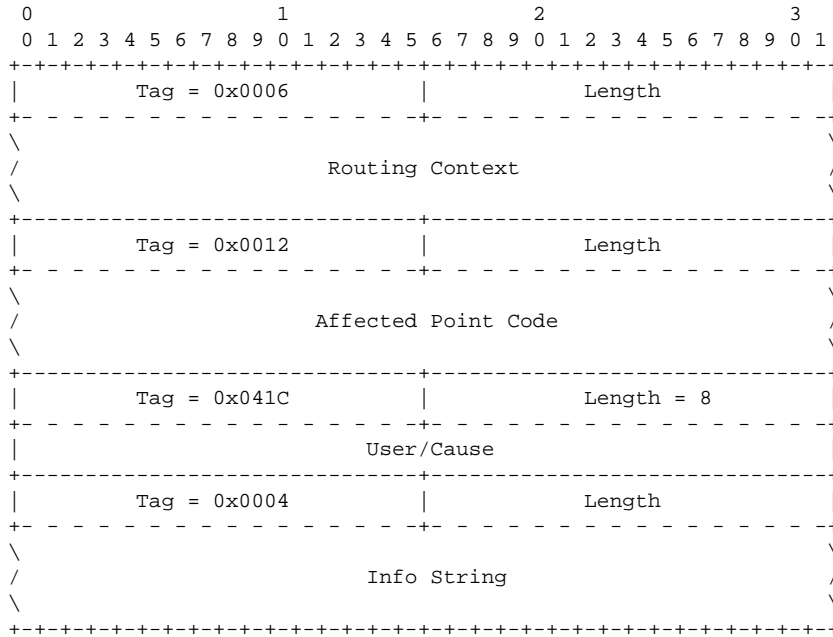 0                   1                   2                   3
0 1 2 3 4 5 6 7 8 9 0 1 2 3 4 5 6 7 8 9 0 1 2 3 4 5 6 7 8 9 0 1
+-+-+-+-+-+-+-+-+-+-+-+-+-+-+-+-+-+-+-+-+-+-+-+-+-+-+-+-+-+-+-+-+
|         Tag = 0x0006          |            Length             |
+- - - - - - - - - - - - - - - -+- - - - - - - - - - - - - - - -+
\                                                               \
/                        Routing Context                        /
\                                                               \
+-------------------------------+-------------------------------+
|         Tag = 0x0012          |            Length             |
+- - - - - - - - - - - - - - - -+- - - - - - - - - - - - - - - -+
\                                                               \
/                       Affected Point Code                     /
\                                                               \
+-------------------------------+-------------------------------+
|         Tag = 0x041C          |            Length = 8         |
+- - - - - - - - - - - - - - - -+- - - - - - - - - - - - - - - -+
|                           User/Cause                          |
+-------------------------------+-------------------------------+
|         Tag = 0x0004          |            Length             |
+- - - - - - - - - - - - - - - -+- - - - - - - - - - - - - - - -+
\                                                               \
/                           Info String                         /
\                                                               \
+-+-+-+-+-+-+-+-+-+-+-+-+-+-+-+-+-+-+-+-+-+-+-+-+-+-+-+-+-+-+-+-+